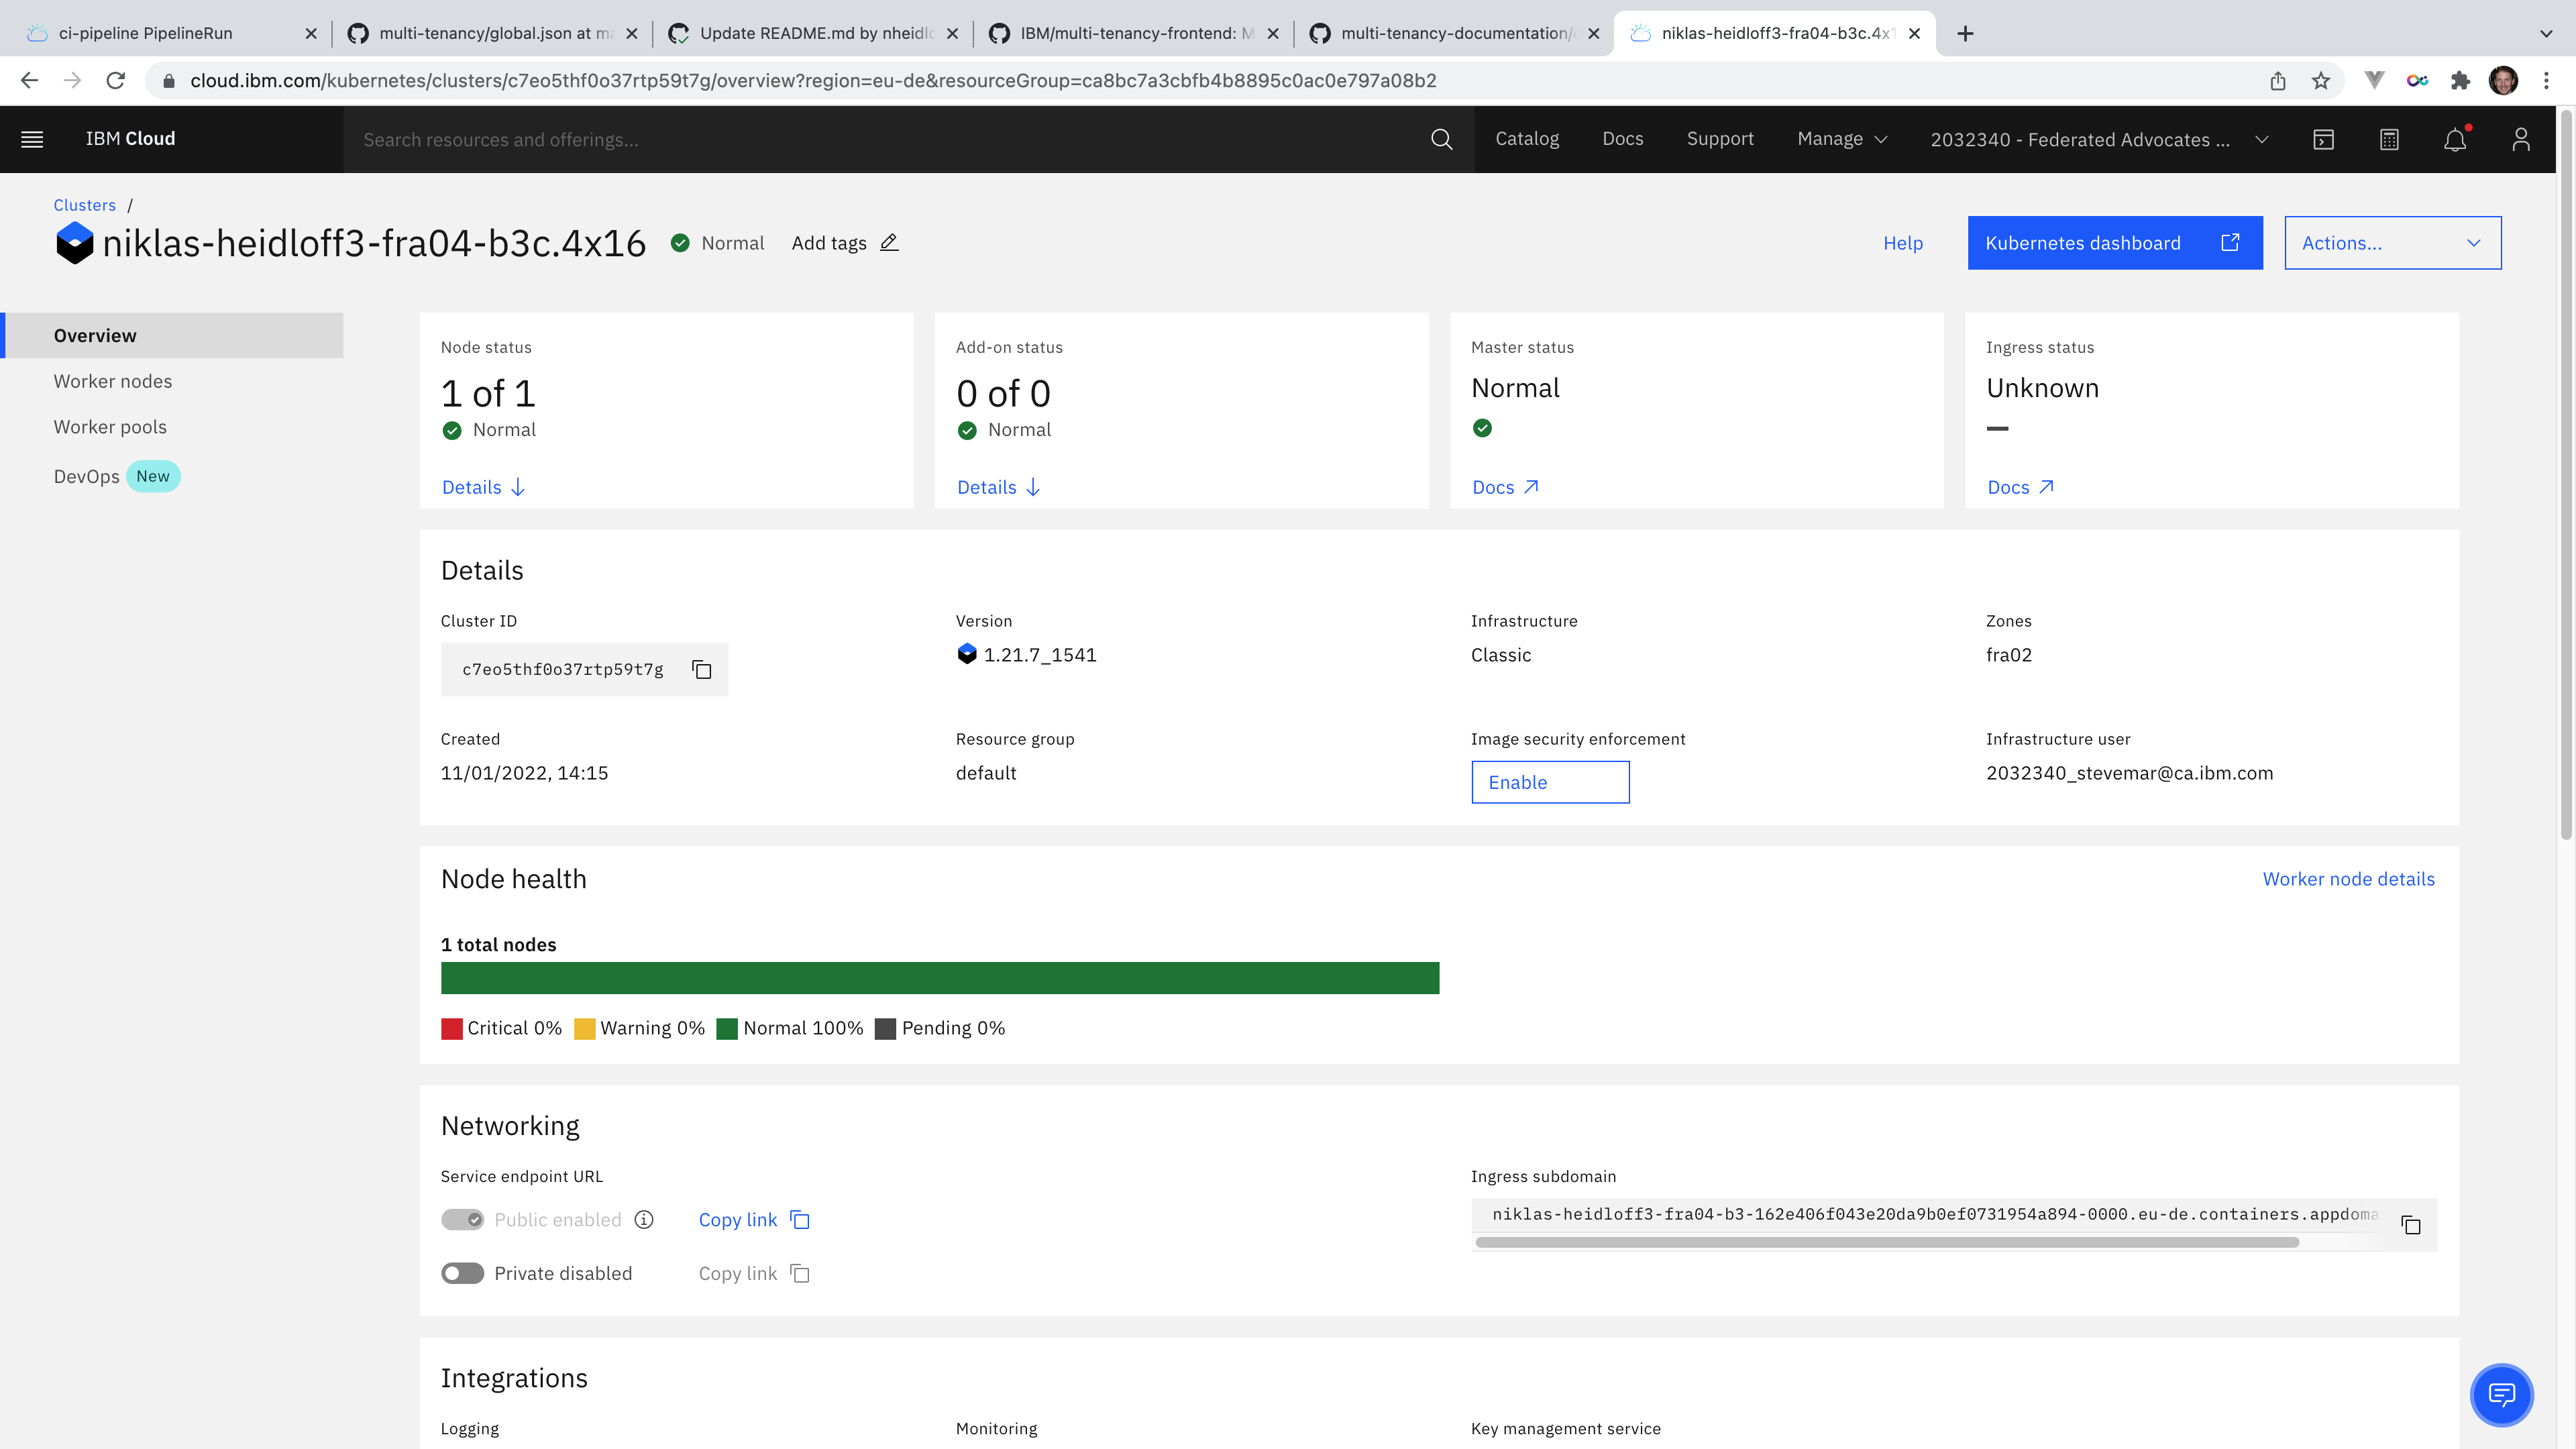 ci-pipeline PipelineRun
multi-tenancy/global.json at ma
Update README.md by nheidlo
IBM/multi-tenancy-frontend: M
multi-tenancy-documentation/
niklas-heidloff3-fra04-b3c.4x1
cloud.ibm.com/kubernetes/clusters/c7eo5thf0o37rtp59t7g/overview?region=eu-de&resourceGroup=ca8bc7a3cbfb4b8895c0ac0e797a08b2
IBM Cloud
Search resources and offerings...
Catalog
Docs
Support
Manage
2032340 - Federated Advocates ...
Clusters /
niklas-heidloff3-fra04-b3c.4x16
Normal
Add tags
Help
Kubernetes dashboard
Actions...
Overview
Worker nodes
Worker pools
DevOps New
Node status
1 of 1
Normal
Details
Add-on status
0 of 0
Normal
Details
Master status
Normal
Docs
Ingress status
Unknown
Docs
Details
Cluster ID
c7eo5thf0o37rtp59t7g
Version
1.21.7_1541
Infrastructure
Classic
Zones
fra02
Created
11/01/2022, 14:15
Resource group
default
Image security enforcement
Enable
Infrastructure user
2032340_stevemar@ca.ibm.com
Node health
Worker node details
1 total nodes
Critical 0% Warning 0% Normal 100% Pending 0%
Networking
Service endpoint URL
Public enabled
Copy link
Private disabled
Copy link
Ingress subdomain
niklas-heidloff3-fra04-b3-162e406f043e20da9b0ef0731954a894-0000.eu-de.containers.appdoma
Integrations
Logging
Monitoring
Key management service